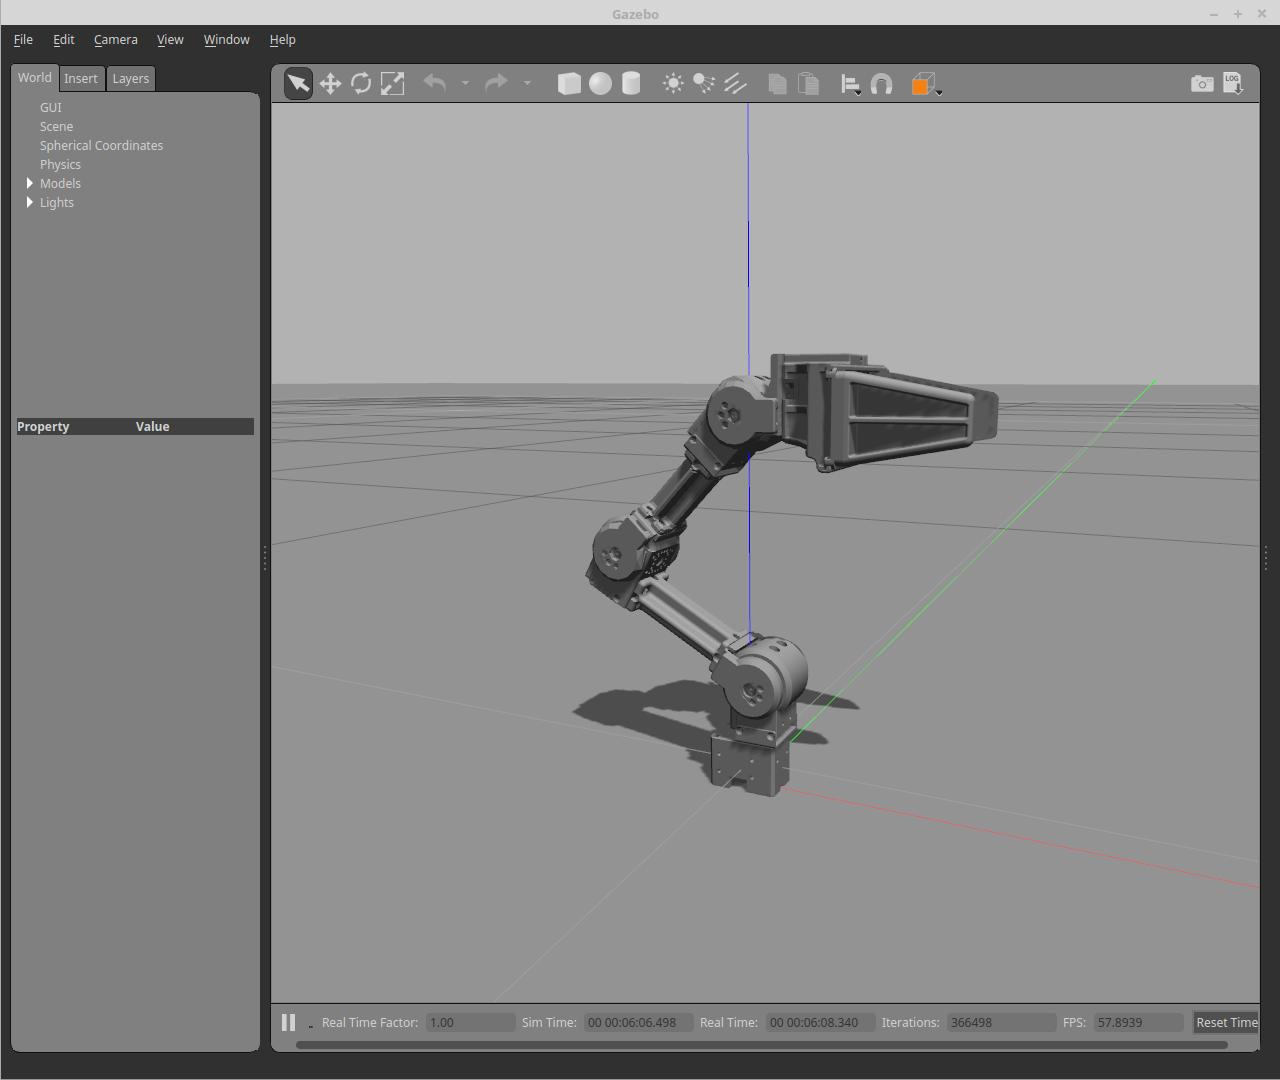 Gazebo
File Edit Camera View Window Help
World Insert Layers
LOG
GUI
Scene
Spherical Coordinates
Physics
Models
Lights
Property Value
Real Time Factor: 1.00 Sim Time: 00 00:06:06.498 Real Time: 00 00:06:08.340 Iterations: 366498 FPS: 57.8939 Reset Time